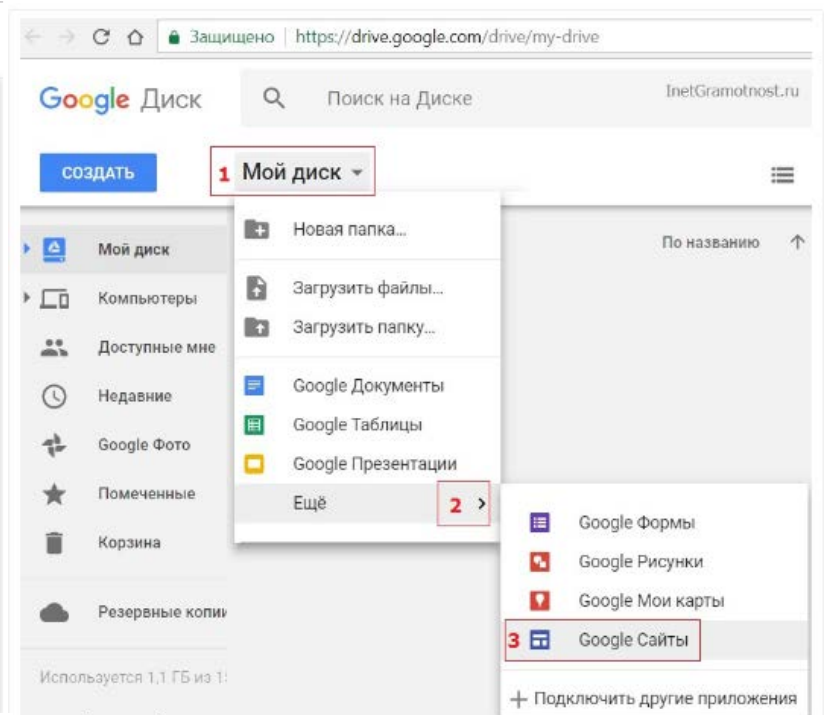 Защищено | https://drive.google.com/drive/my-drive
Google Диск
Поиск на Диске
InetGramotnost.ru
СОЗДАТЬ
1 Мой диск
Новая папка...
Загрузить файлы...
Загрузить папку...
Google Документы
Google Таблицы
Google Презентации
Ещё 2 >
Мой диск
Компьютеры
Доступные мне
Недавние
Google Фото
Помеченные
Корзина
Резервные копии
Используется 1,1 ГБ из
По названию
Google Формы
Google Рисунки
Google Мои карты
3 Google Сайты
+ Подключить другие приложения